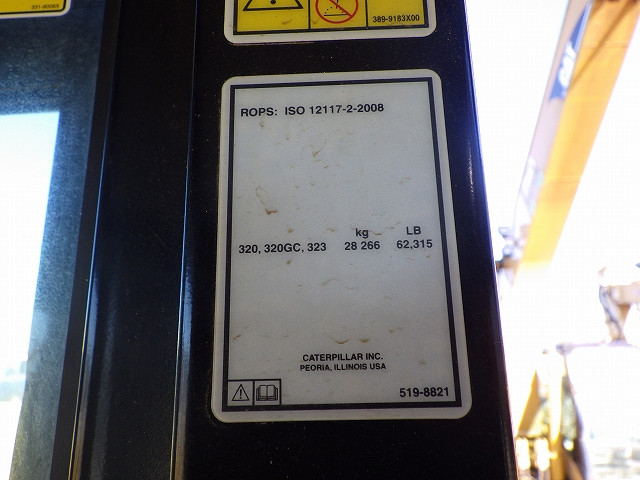 389-9183X00
ROPS: ISO 12117-2-2008
kg LB
320, 320GC, 323 28 266 62,315
CATERPILLAR INC.
PEORIA, ILLINOIS USA
519-8821
CAT